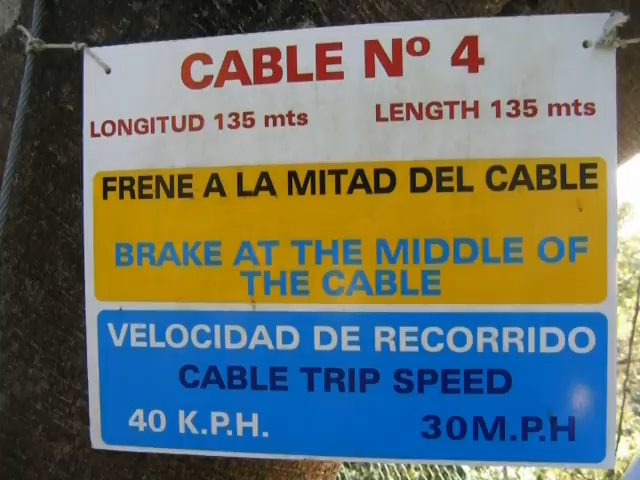 CABLE Nº 4
LONGITUD 135 mts LENGTH 135 mts
FRENE A LA MITAD DEL CABLE
BRAKE AT THE MIDDLE OF
THE CABLE
VELOCIDAD DE RECORRIDO
CABLE TRIP SPEED
40 K.P.H. 30M.P.H